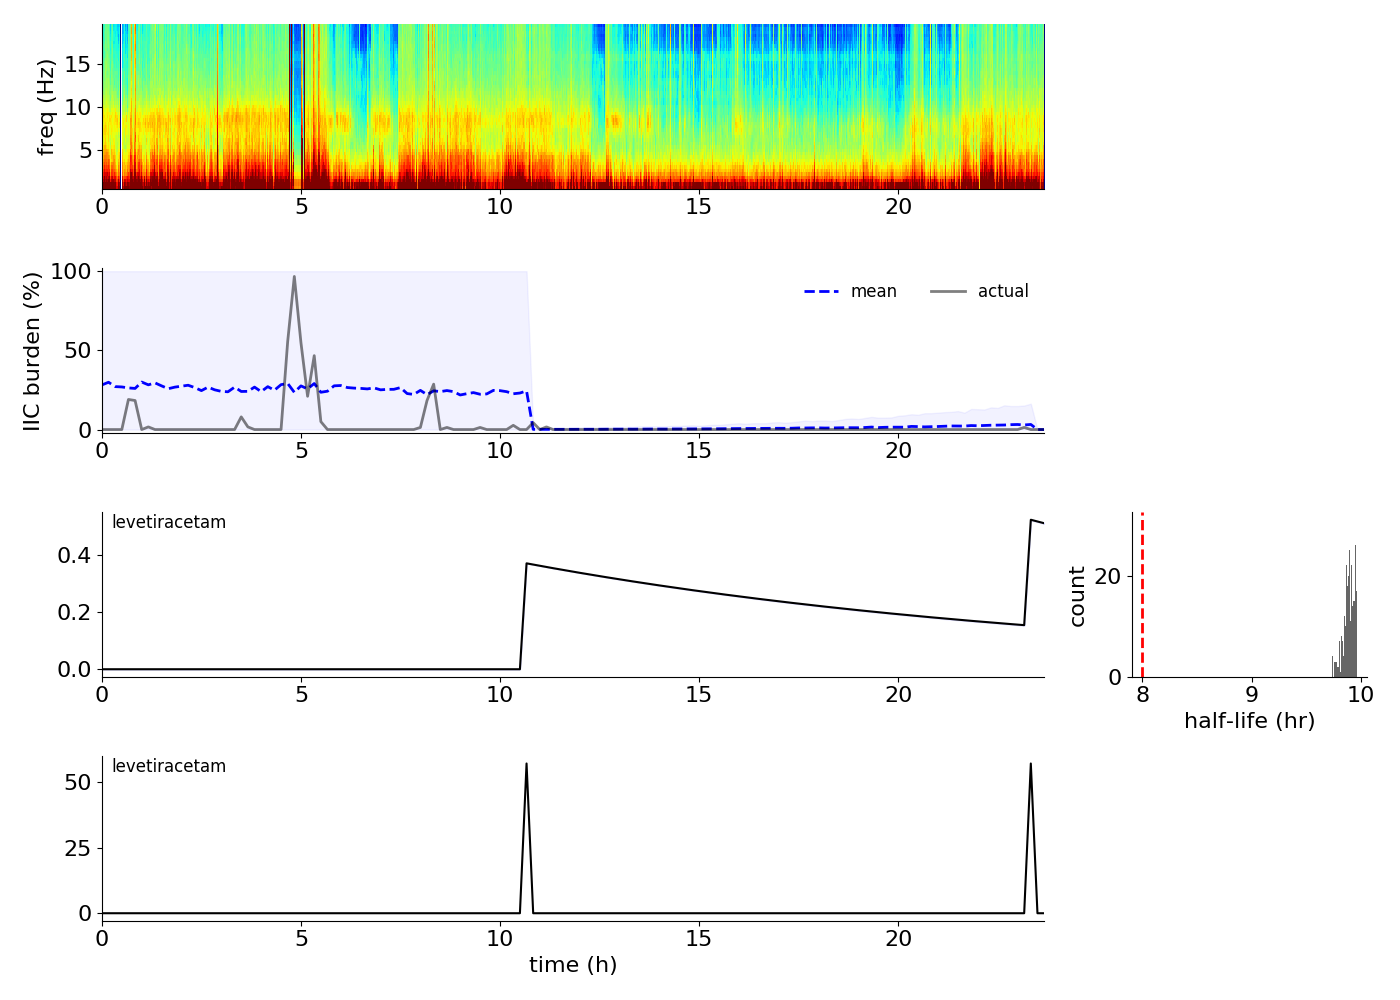 freq (Hz)
15
10
5
0 5 10 15 20
IIC burden (%)
100
50
0
mean actual
0 5 10 15 20
levetiracetam
0.4
0.2
0.0
0 5 10 15 20
count
20
0
8 9 10
half-life (hr)
levetiracetam
50
25
0
0 5 10 15 20
time (h)